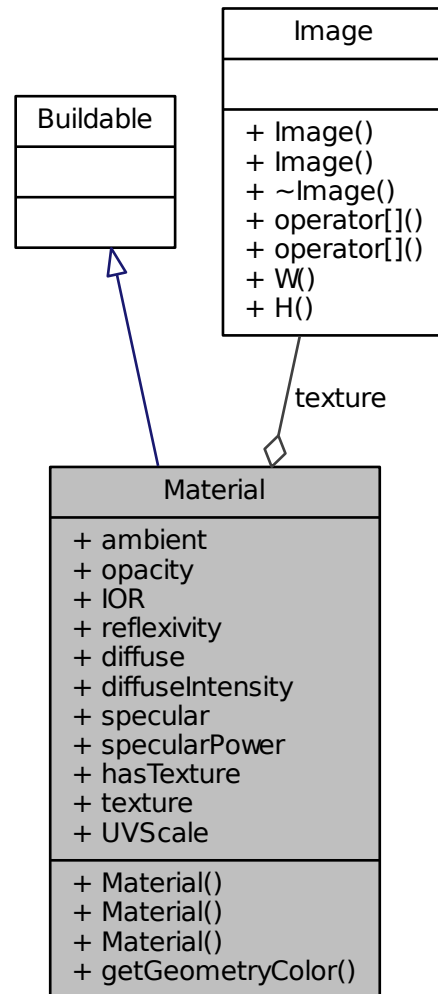 Image
+ Image()
+ Image()
+ ~Image()
+ operator[]()
+ operator[]()
+ W()
+ H()
Buildable
texture
Material
+ ambient
+ opacity
+ IOR
+ reflexivity
+ diffuse
+ diffuseIntensity
+ specular
+ specularPower
+ hasTexture
+ texture
+ UVScale
+ Material()
+ Material()
+ Material()
+ getGeometryColor()